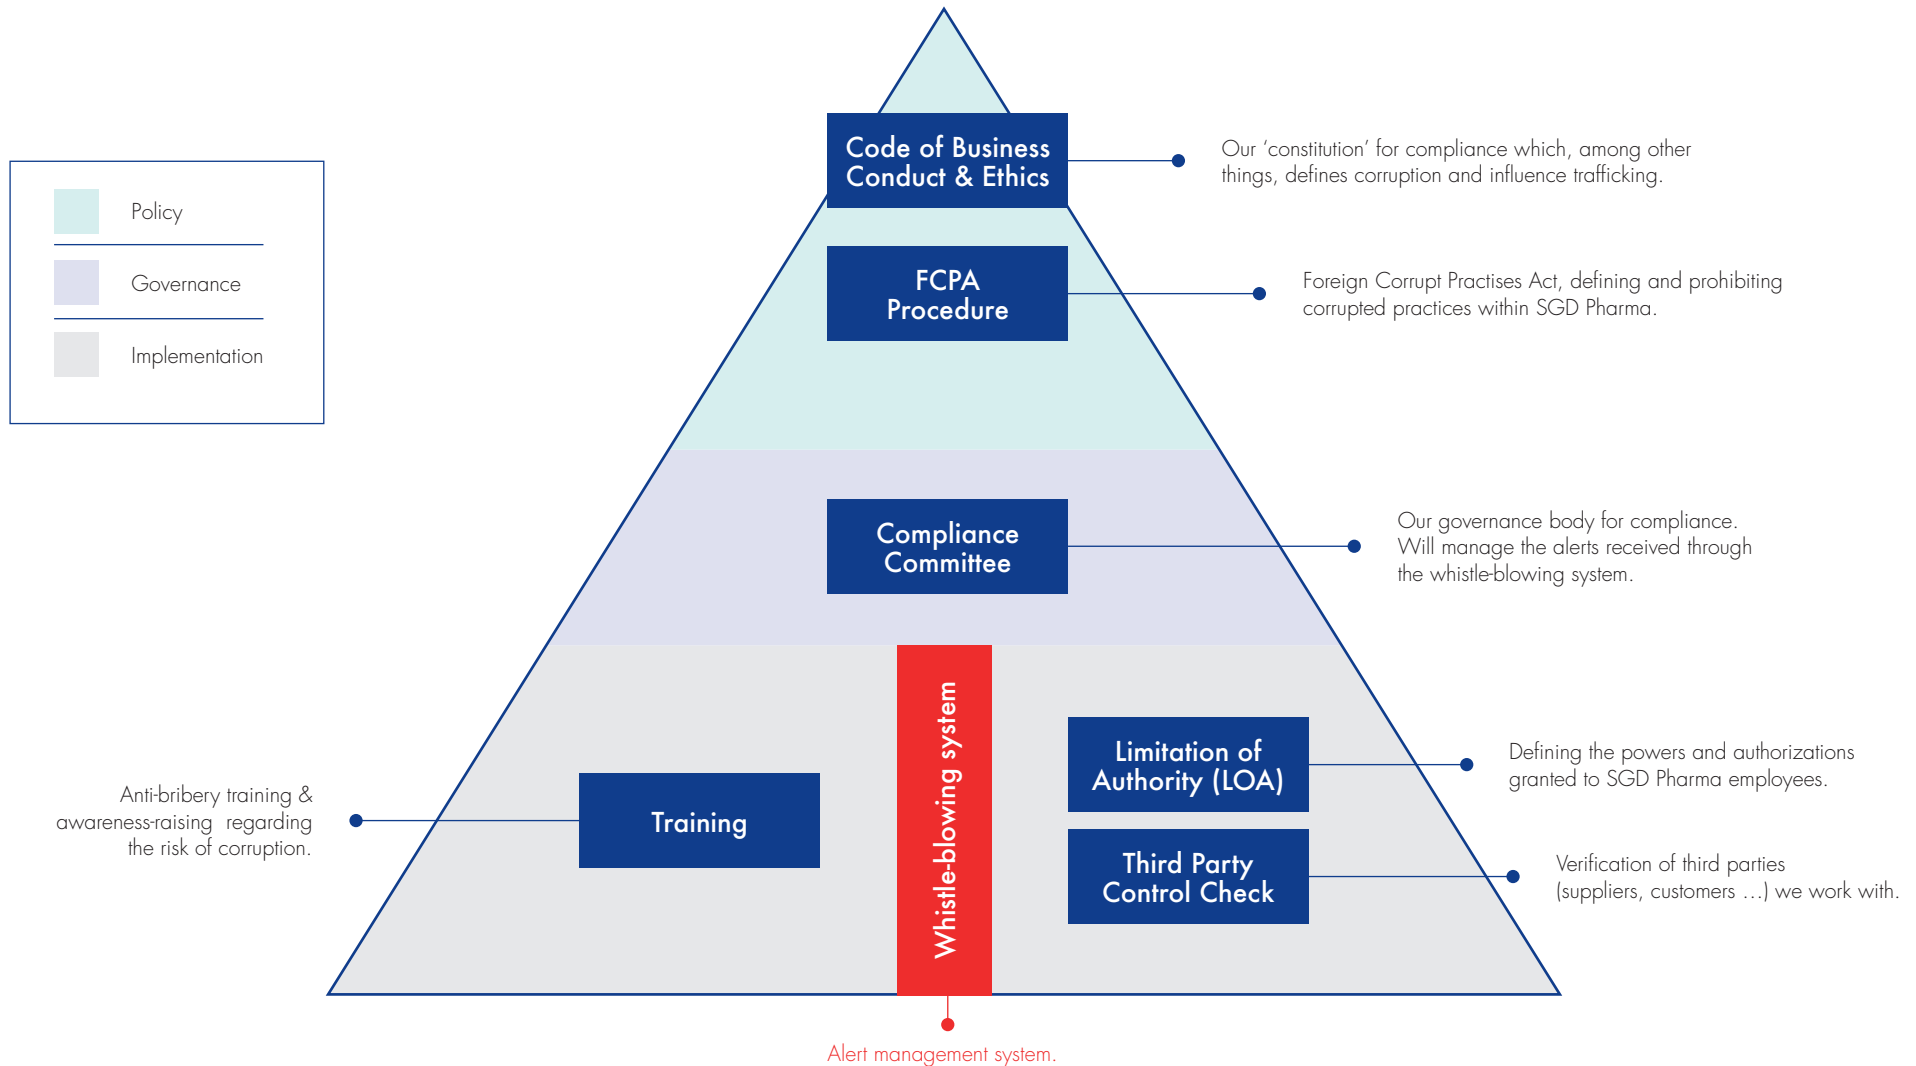 Policy
Governance
Implementation
Code of Business
Conduct & Ethics
Our ‘constitution’ for compliance which, among other
things, defines corruption and influence trafficking.
FCPA
Procedure
Foreign Corrupt Practises Act, defining and prohibiting
corrupted practices within SGD Pharma.
Compliance
Committee
Our governance body for compliance.
Will manage the alerts received through
the whistle-blowing system.
Anti-bribery training &
awareness-raising regarding
the risk of corruption.
Training
Whistle-blowing system
Limitation of
Authority (LOA)
Defining the powers and authorizations
granted to SGD Pharma employees.
Third Party
Control Check
Verification of third parties
(suppliers, customers ...) we work with.
Alert management system.